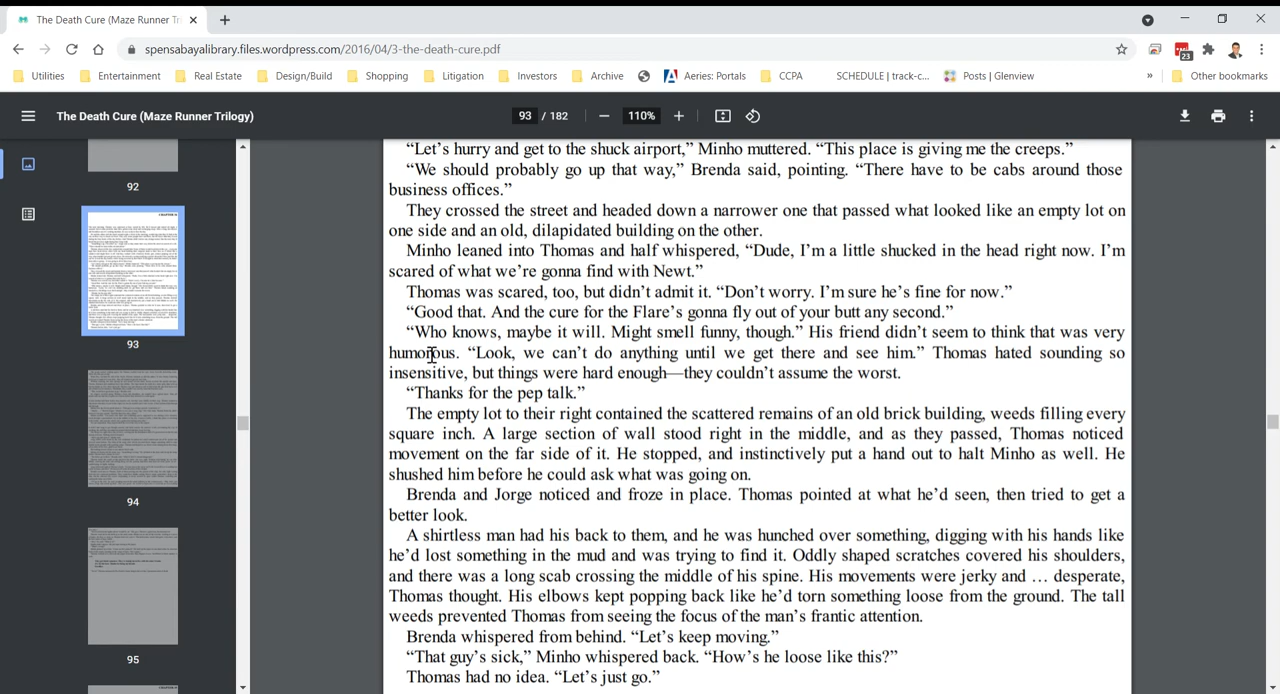 The Death Cure (Maze Runner Tr
spensabayalibrary.files.wordpress.com/2016/04/3-the-death-cure.pdf
23
Utilities
Entertainment
Real Estate
Design/Build
Shopping
Litigation
Investors
Archive
Aeries: Portals
CCPA
SCHEDULE | track-c...
Posts | Glenview
»
Other bookmarks
The Death Cure (Maze Runner Trilogy)
93 / 182
110%
92
93
94
95
“Let’s hurry and get to the shuck airport,” Minho muttered. “This place is giving me the creeps.”
“We should probably go up that way,” Brenda said, pointing. “There have to be cabs around those
business offices.”
They crossed the street and headed down a narrower one that passed what looked like an empty lot on
one side and an old dilapidated building on the other.
Minho leaned in to Thomas and half whispered, “Dude, I’m a little shucked in the head right now. I’m
scared of what we’re gonna find with Newt.”
Thomas was scared, too, but didn’t admit it. “Don’t worry. I’m sure he’s fine for now.”
“Good that. And the cure for the Flare’s gonna fly out of your butt any second.”
“Who knows, maybe it will. Might smell funny, though.” His friend didn’t seem to think that was very
humorous. “Look, we can’t do anything until we get there and see him.” Thomas hated sounding so
insensitive, but things were hard enough—they couldn’t assume the worst.
“Thanks for the pep talk.”
The empty lot to their right contained the scattered remains of an old brick building, weeds filling every
square foot. A large section of wall stood right in the middle, and as they passed, Thomas noticed
movement on the far side of it. He stopped, and instinctively put a hand out to halt Minho as well. He
shushed him before he could ask what was going on.
Brenda and Jorge noticed and froze in place. Thomas pointed at what he’d seen, then tried to get a
better look.
A shirtless man had his back to them, and he was hunched over something, digging with his hands like
he’d lost something in the mud and was trying to find it. Oddly shaped scratches covered his shoulders,
and there was a long scab crossing the middle of his spine. His movements were jerky and … desperate,
Thomas thought. His elbows kept popping back like he’d torn something loose from the ground. The tall
weeds prevented Thomas from seeing the focus of the man’s frantic attention.
Brenda whispered from behind. “Let’s keep moving.”
“That guy’s sick,” Minho whispered back. “How’s he loose like this?”
Thomas had no idea. “Let’s just go.”